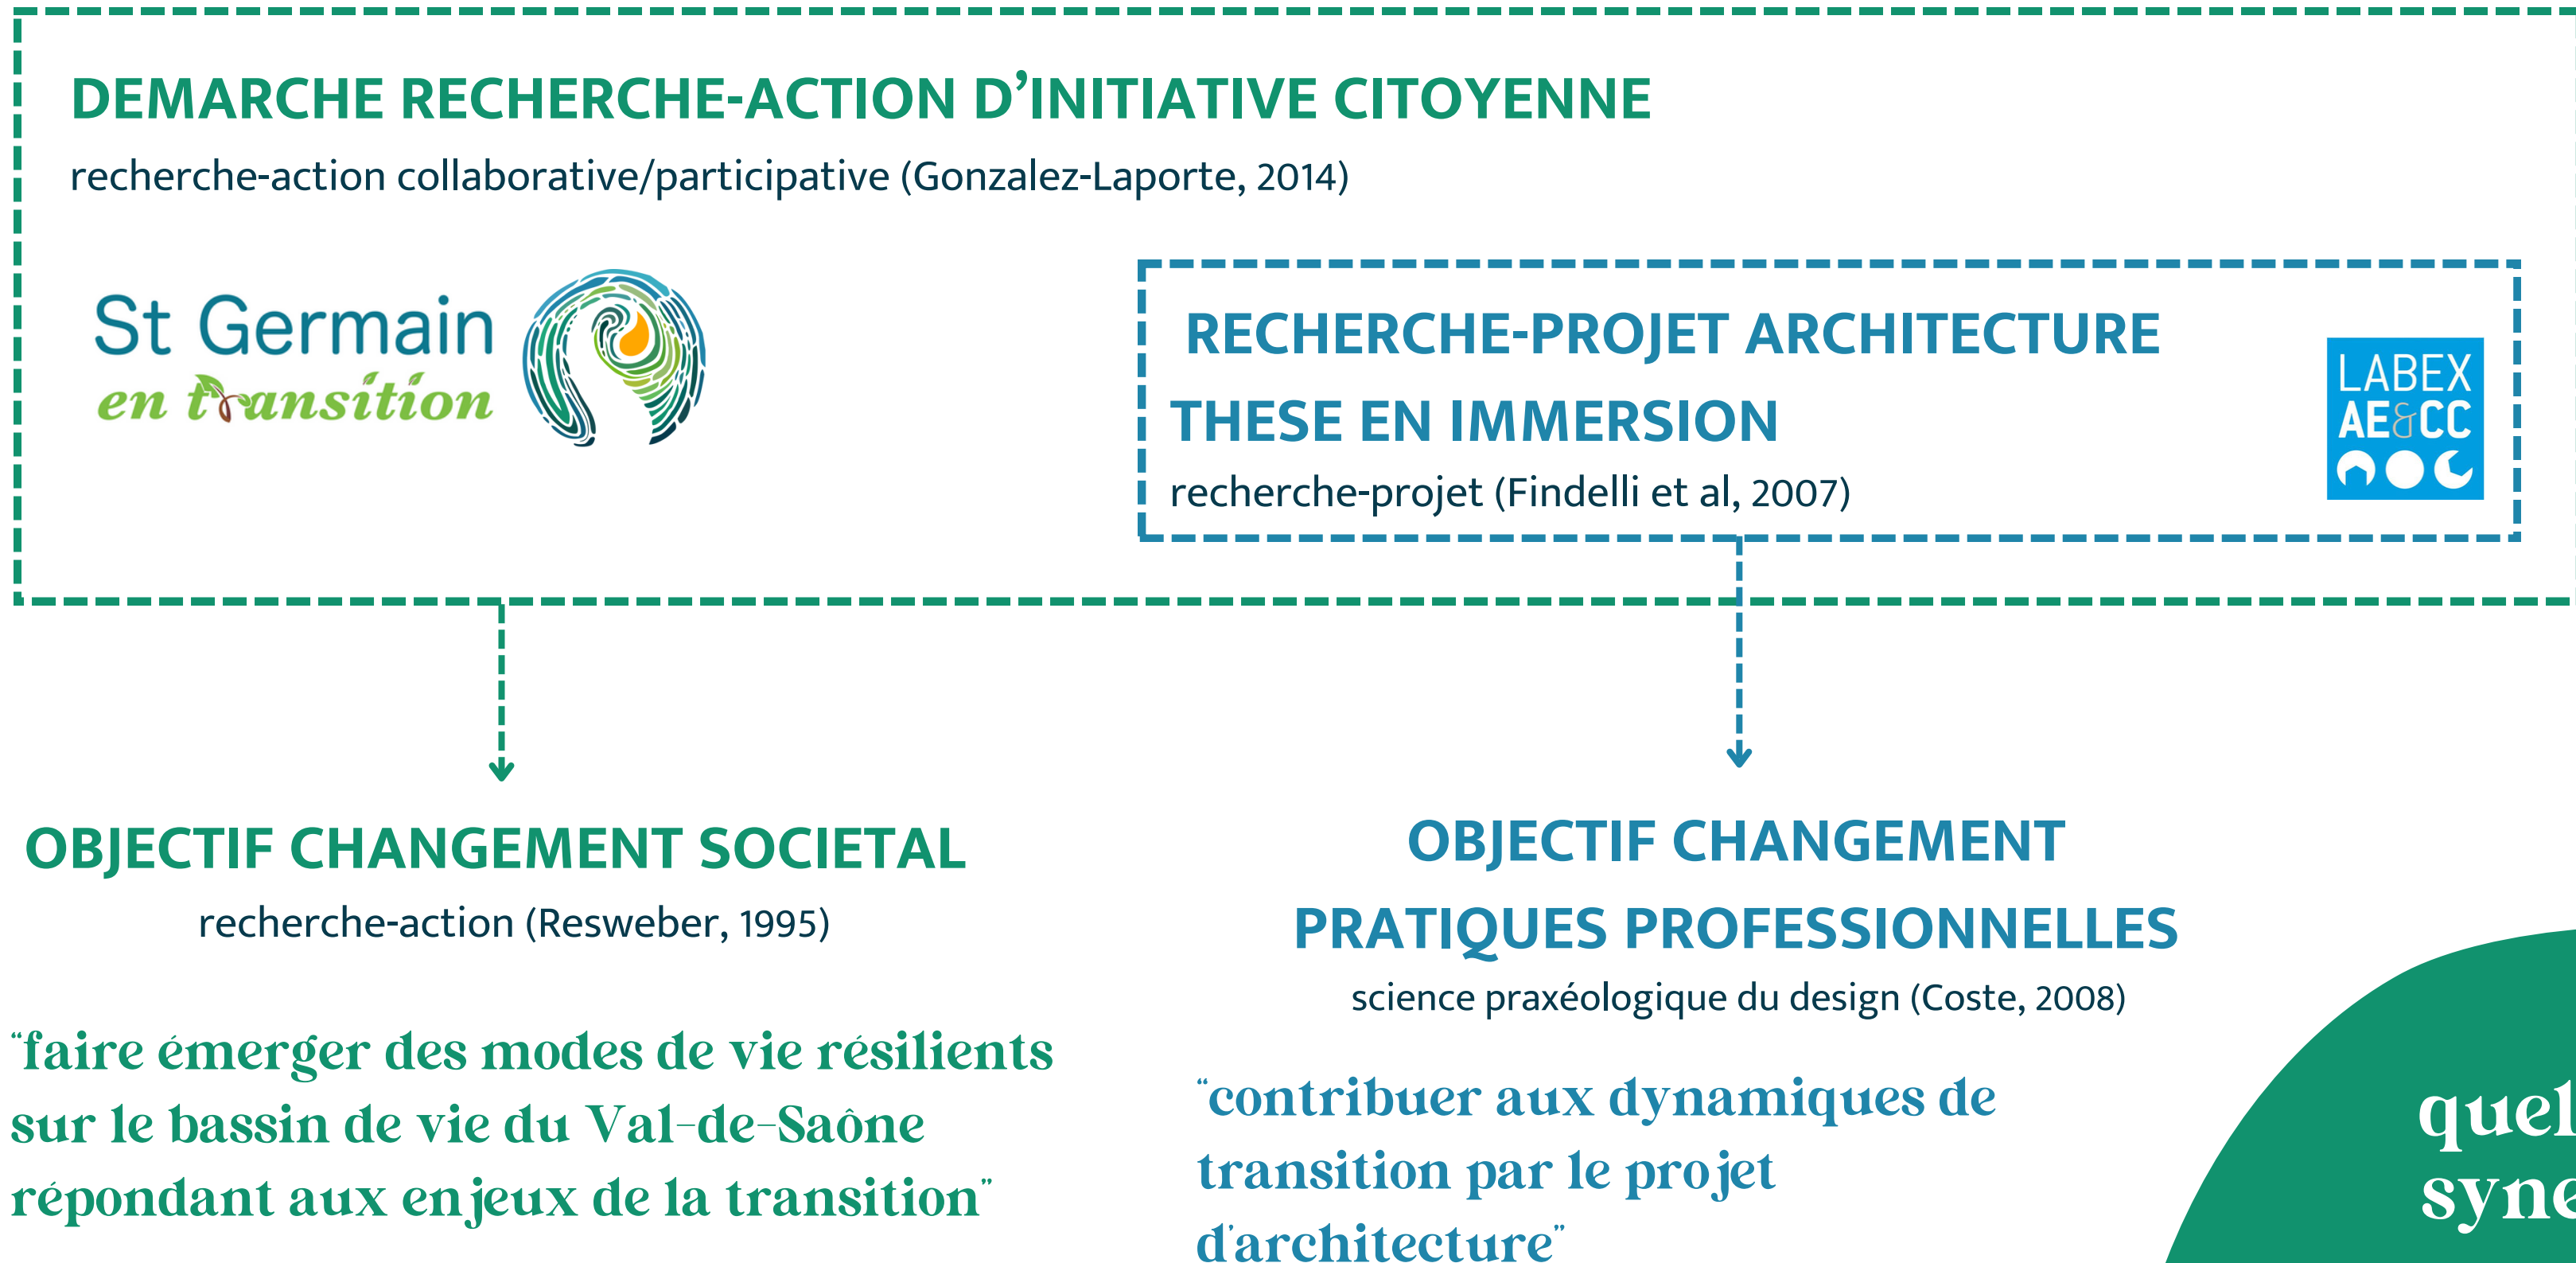 DEMARCHE RECHERCHE-ACTION D'INITIATIVE CITOYENNE
recherche-action collaborative/participative (Gonzalez-Laporte, 2014)
St Germain
en transition
RECHERCHE-PROJET ARCHITECTURE
THESE EN IMMERSION
recherche-projet (Findelli et al, 2007)
LABEX
AE&CC
OBJECTIF CHANGEMENT SOCIETAL
recherche-action (Resweber, 1995)
"faire émerger des modes de vie résilients
sur le bassin de vie du Val-de-Saône
répondant aux enjeux de la transition"
OBJECTIF CHANGEMENT
PRATIQUES PROFESSIONNELLES
science praxéologique du design (Coste, 2008)
"contribuer aux dynamiques de
transition par le projet
d'architecture"
quel
syne